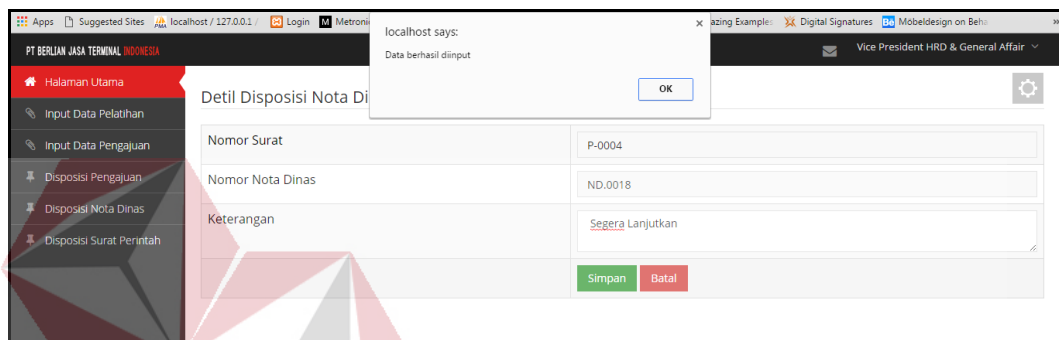 Apps Suggested Sites localhost / 127.0.0.1 / Login Metroni azing Examples Digital Signatures Möbeldesign on Beha »
localhost says: ×
Data berhasil diinput
OK
PT BERLIAN JASA TERMINAL INDONESIA Vice President HRD & General Affair
Halaman Utama
Input Data Pelatihan
Input Data Pengajuan
Disposisi Pengajuan
Disposisi Nota Dinas
Disposisi Surat Perintah
Detil Disposisi Nota Di
Nomor Surat P-0004
Nomor Nota Dinas ND.0018
Keterangan Segera Lanjutkan
Simpan Batal